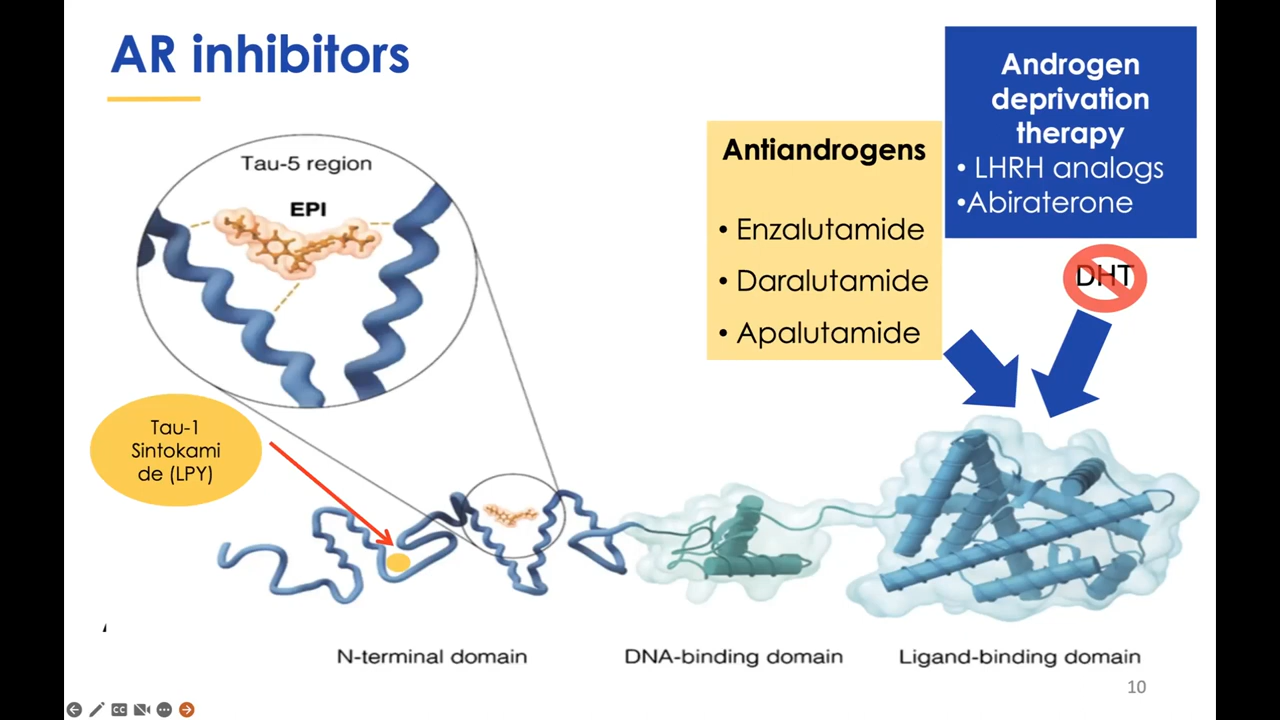 AR inhibitors
Androgen
deprivation
therapy
• LHRH analogs
•Abiraterone
Antiandrogens
• Enzalutamide
• Daralutamide
• Apalutamide
DHT
Tau-5 region
EPI
Tau-1
Sintokami
de (LPY)
N-terminal domain
DNA-binding domain
Ligand-binding domain
10
CC